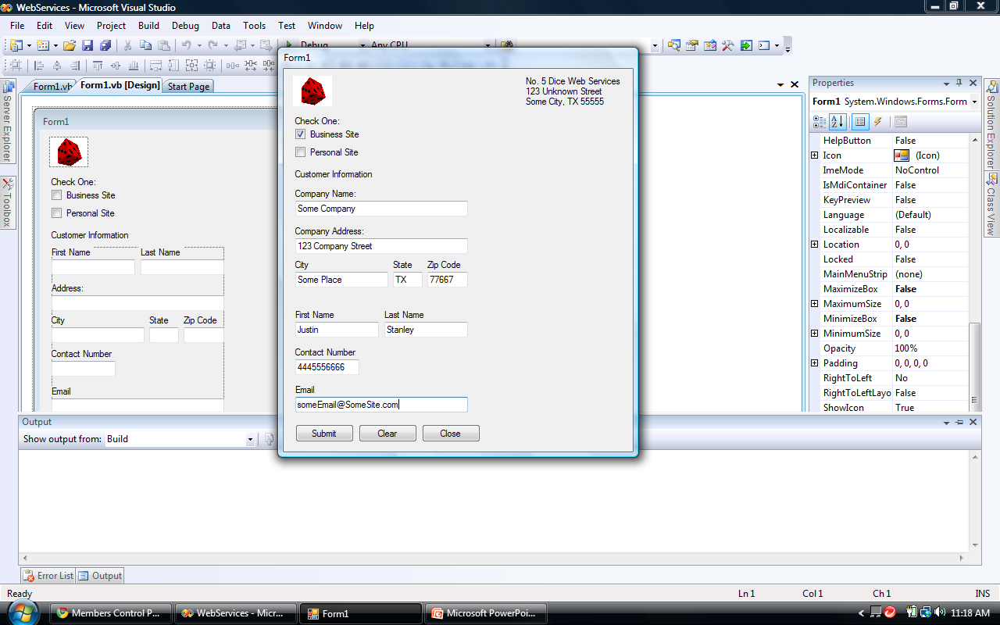 WebServices - Microsoft Visual Studio
File Edit View Project Build Debug Data Tools Test Window Help
Debug Any CPU
Form1.vb Form1.vb [Design] Start Page
Server Explorer
Toolbox
Form1
Check One:
Business Site
Personal Site
Customer Information
First Name Last Name
Address:
City State Zip Code
Contact Number
Email
Form1
No. 5 Dice Web Services
123 Unknown Street
Some City, TX 55555
Check One:
Business Site
Personal Site
Customer Information
Company Name:
Some Company
Company Address:
123 Company Street
City State Zip Code
Some Place TX 77667
First Name Last Name
Justin Stanley
Contact Number
4445556666
Email
someEmail@SomeSite.com
Submit Clear Close
Properties
Form1 System.Windows.Forms.Form
HelpButton False
Icon (Icon)
ImeMode NoControl
IsMdiContainer False
KeyPreview False
Language (Default)
Localizable False
Location 0, 0
Locked False
MainMenuStrip (none)
MaximizeBox False
MaximumSize 0, 0
MinimizeBox False
MinimumSize 0, 0
Opacity 100%
Padding 0, 0, 0, 0
RightToLeft No
RightToLeftLayo False
ShowIcon True
Solution Explorer
Class View
Output
Show output from: Build
Error List Output
Ready Ln 1 Col 1 Ch 1 INS
Members Control P... WebServices - Micr... Form1 Microsoft PowerPoi... 11:18 AM